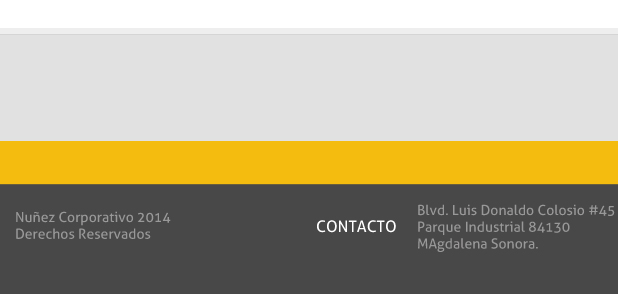 Nuñez Corporativo 2014
Derechos Reservados
CONTACTO
Blvd. Luis Donaldo Colosio #45
Parque Industrial 84130
MAgdalena Sonora.